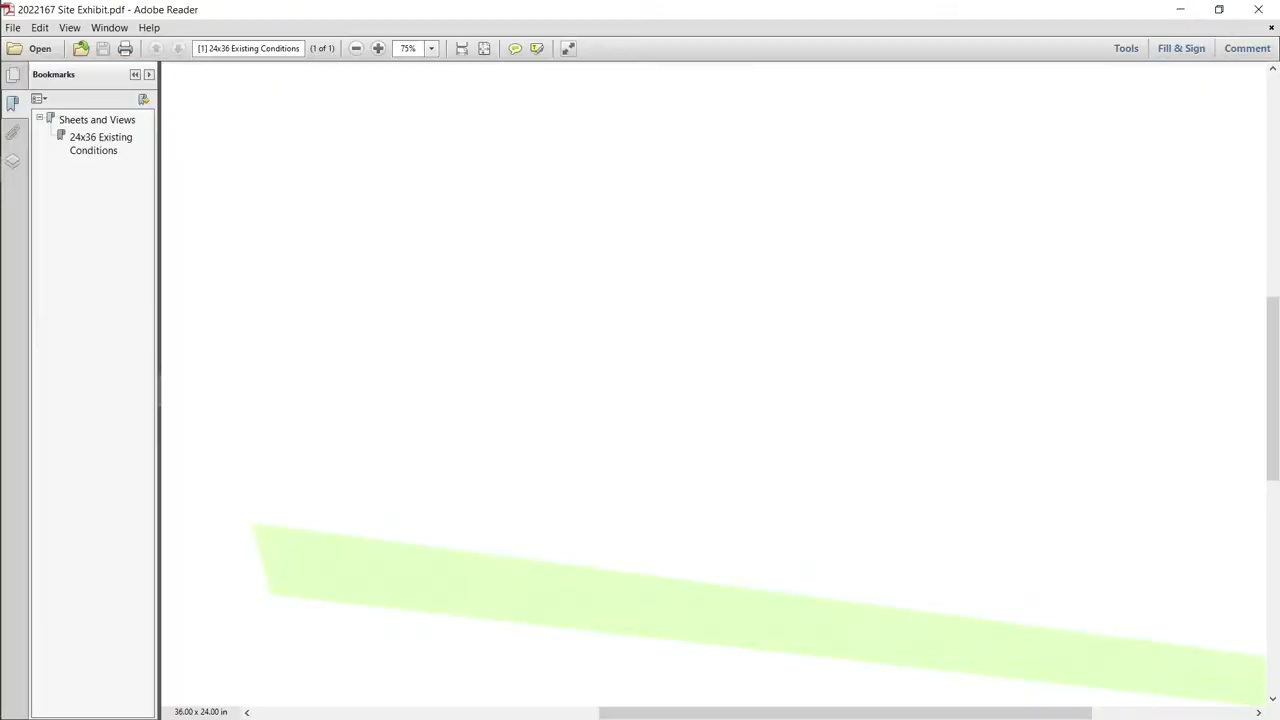 2022167 Site Exhibit.pdf - Adobe Reader
File Edit View Window Help
Open [1] 24x36 Existing Conditions (1 of 1) 75% Tools Fill & Sign Comment
Bookmarks
Sheets and Views
24x36 Existing
Conditions
36.00 x 24.00 in